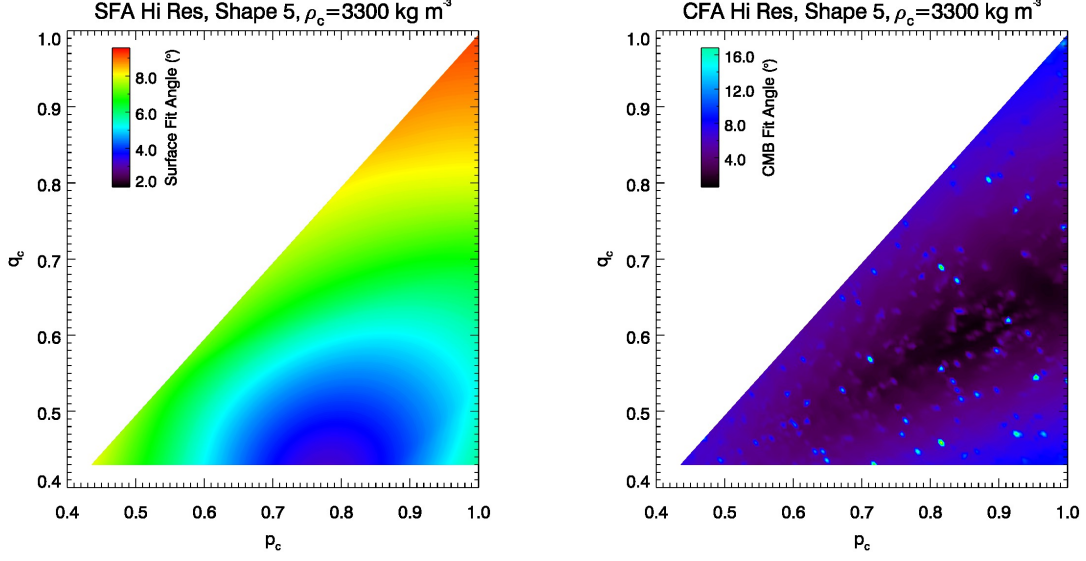 SFA Hi Res, Shape 5, ρc=3300 kg m-3
1.0
0.9
0.8
0.7
0.6
0.5
0.4
qc
8.0
6.0
4.0
2.0
Surface Fit Angle (°)
0.4 0.5 0.6 0.7 0.8 0.9 1.0
pc
CFA Hi Res, Shape 5, ρc=3300 kg m-3
1.0
0.9
0.8
0.7
0.6
0.5
0.4
qc
16.0
12.0
8.0
4.0
CMB Fit Angle (°)
0.4 0.5 0.6 0.7 0.8 0.9 1.0
pc